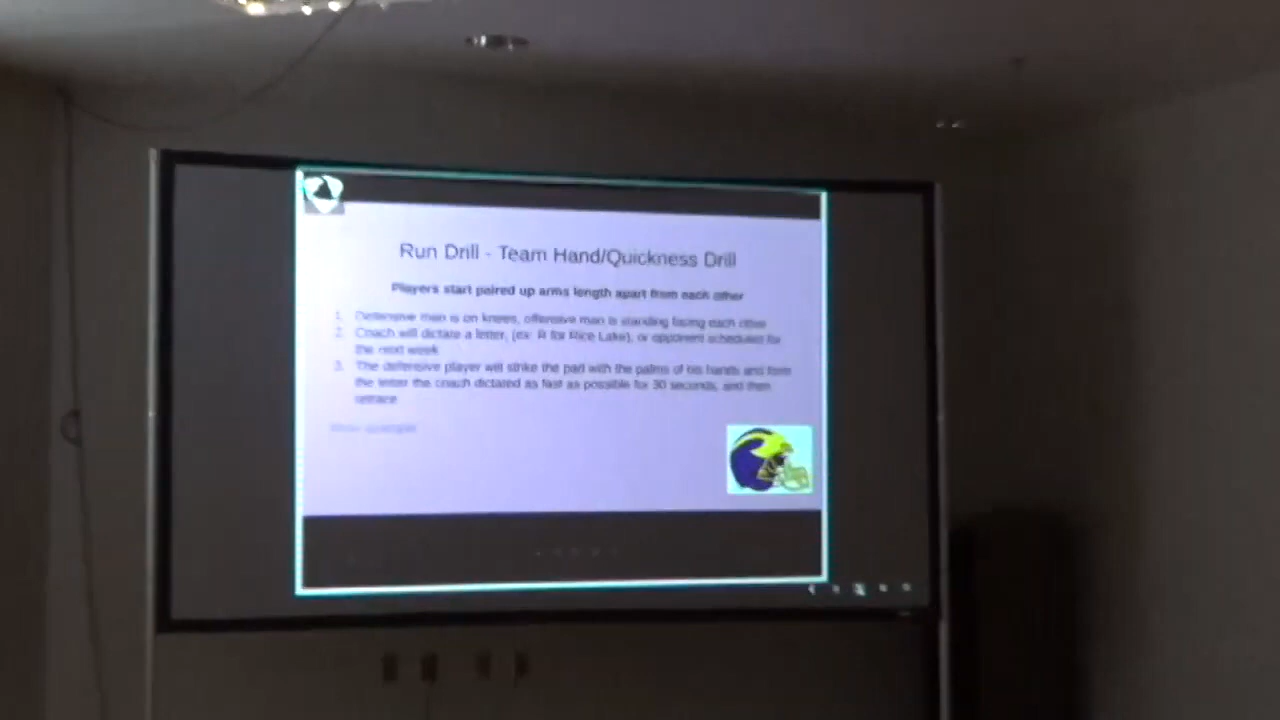 Run Drill - Team Hand/Quickness Drill
Players start paired up arms length apart from each other
1. Defensive man is on knees, offensive man is standing facing each other
2. Coach will dictate a letter, (ex: R for Rice Lake), or opponent scheduled for
the next week
3. The defensive player will strike the pad with the palms of his hands and form
the letter the coach dictated as fast as possible for 30 seconds, and then
retrace